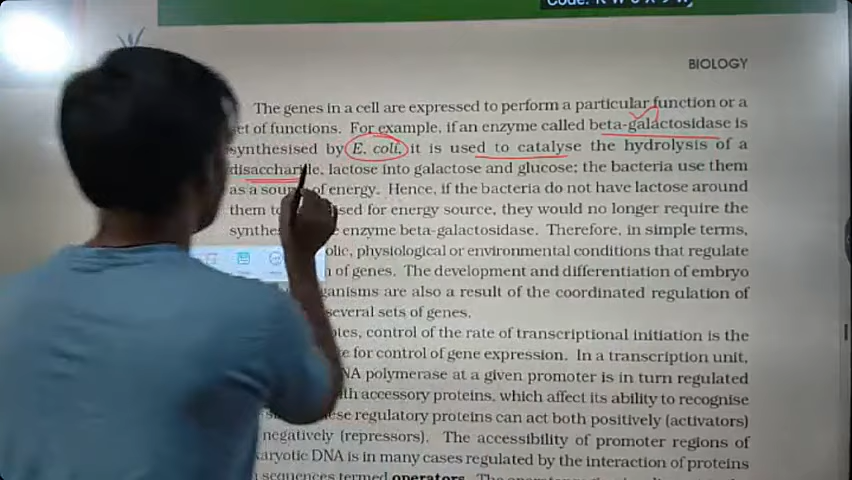 BIOLOGY
The genes in a cell are expressed to perform a particular function or a
set of functions. For example, if an enzyme called beta-galactosidase is
synthesised by E. coli, it is used to catalyse the hydrolysis of a
disaccharide, lactose into galactose and glucose; the bacteria use them
as a source of energy. Hence, if the bacteria do not have lactose around
them to sed for energy source, they would no longer require the
synthe enzyme beta-galactosidase. Therefore, in simple terms,
olic, physiological or environmental conditions that regulate
n of genes. The development and differentiation of embryo
ganisms are also a result of the coordinated regulation of
several sets of genes.
tes, control of the rate of transcriptional initiation is the
e for control of gene expression. In a transcription unit,
NA polymerase at a given promoter is in turn regulated
th accessory proteins, which affect its ability to recognise
ese regulatory proteins can act both positively (activators)
negatively (repressors). The accessibility of promoter regions of
karyotic DNA is in many cases regulated by the interaction of proteins
sequences termed operators.